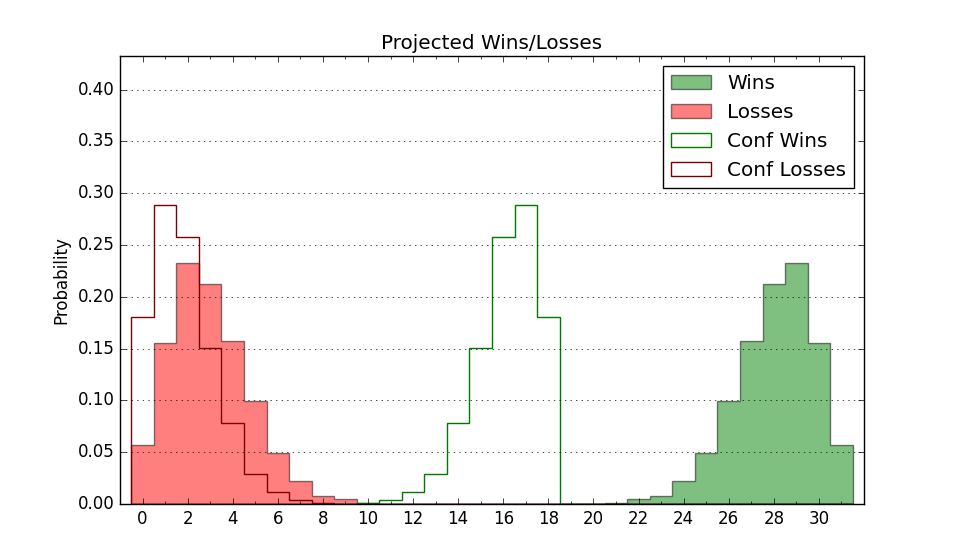 Projected Wins/Losses
0.40
0.35
0.30
0.25
0.20
0.15
0.10
0.05
0.00
Probability
Wins
Losses
Conf Wins
Conf Losses
0 2 4 6 8 10 12 14 16 18 20 22 24 26 28 30